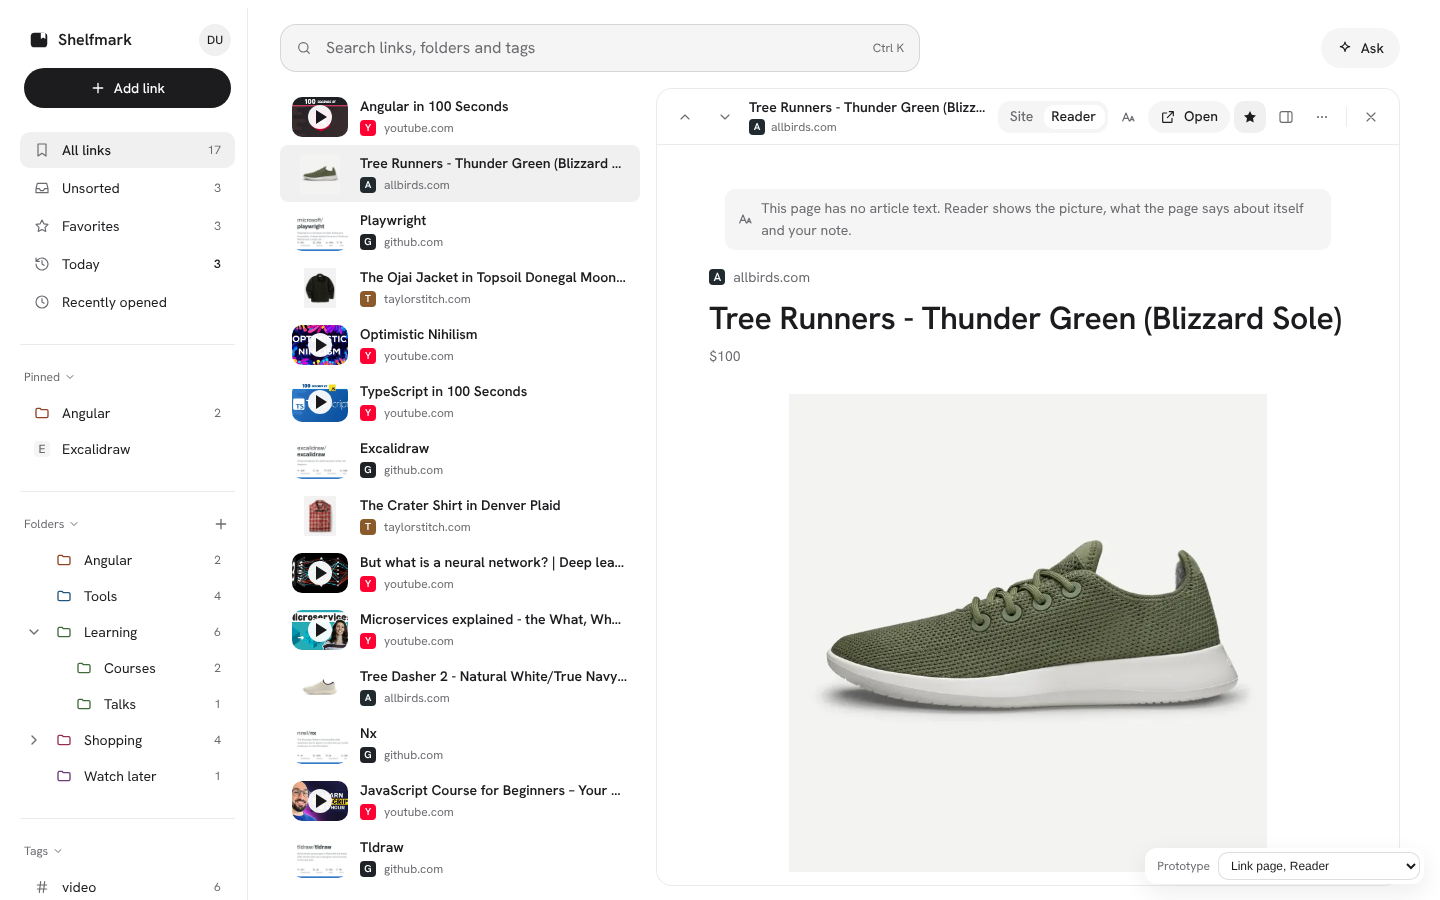 Shelfmark
DU
Add link
All links 17
Unsorted 3
Favorites 3
Today 3
Recently opened
Pinned
Angular 2
E Excalidraw
Folders
Angular 2
Tools 4
Learning 6
Courses 2
Talks 1
Shopping 4
Watch later 1
Tags
# video 6
Search links, folders and tags Ctrl K
Ask
Angular in 100 Seconds
Y youtube.com
Tree Runners - Thunder Green (Blizzard ...
A allbirds.com
Playwright
G github.com
The Ojai Jacket in Topsoil Donegal Moon...
T taylorstitch.com
Optimistic Nihilism
Y youtube.com
TypeScript in 100 Seconds
Y youtube.com
Excalidraw
G github.com
The Crater Shirt in Denver Plaid
T taylorstitch.com
But what is a neural network? | Deep lea...
Y youtube.com
Microservices explained - the What, Wh...
Y youtube.com
Tree Dasher 2 - Natural White/True Navy...
A allbirds.com
Nx
G github.com
JavaScript Course for Beginners – Your ...
Y youtube.com
Tldraw
G github.com
Tree Runners - Thunder Green (Blizz...
A allbirds.com
Site Reader AA Open
AA This page has no article text. Reader shows the picture, what the page says about itself
and your note.
A allbirds.com
Tree Runners - Thunder Green (Blizzard Sole)
$100
Prototype Link page, Reader